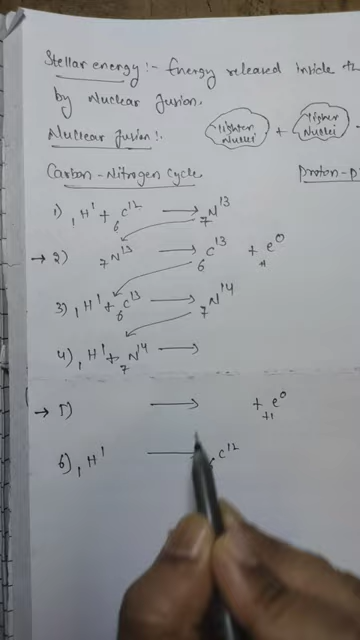 Stellar energy :- Energy released inside
by Nuclear fusion.
Nuclear fusion :- lighter Nuclei + lighter Nuclei
Carbon-Nitrogen Cycle Proton-p
1) ₁H¹ + ₆C¹² ⟶ ₇N¹³
→ 2) ₇N¹³ ⟶ ₆C¹³ + ₊₁e⁰
3) ₁H¹ + ₆C¹³ ⟶ ₇N¹⁴
4) ₁H¹ + ₇N¹⁴ ⟶
→ 5) ⟶ + ₊₁e⁰
6) ₁H¹ ⟶ C¹²